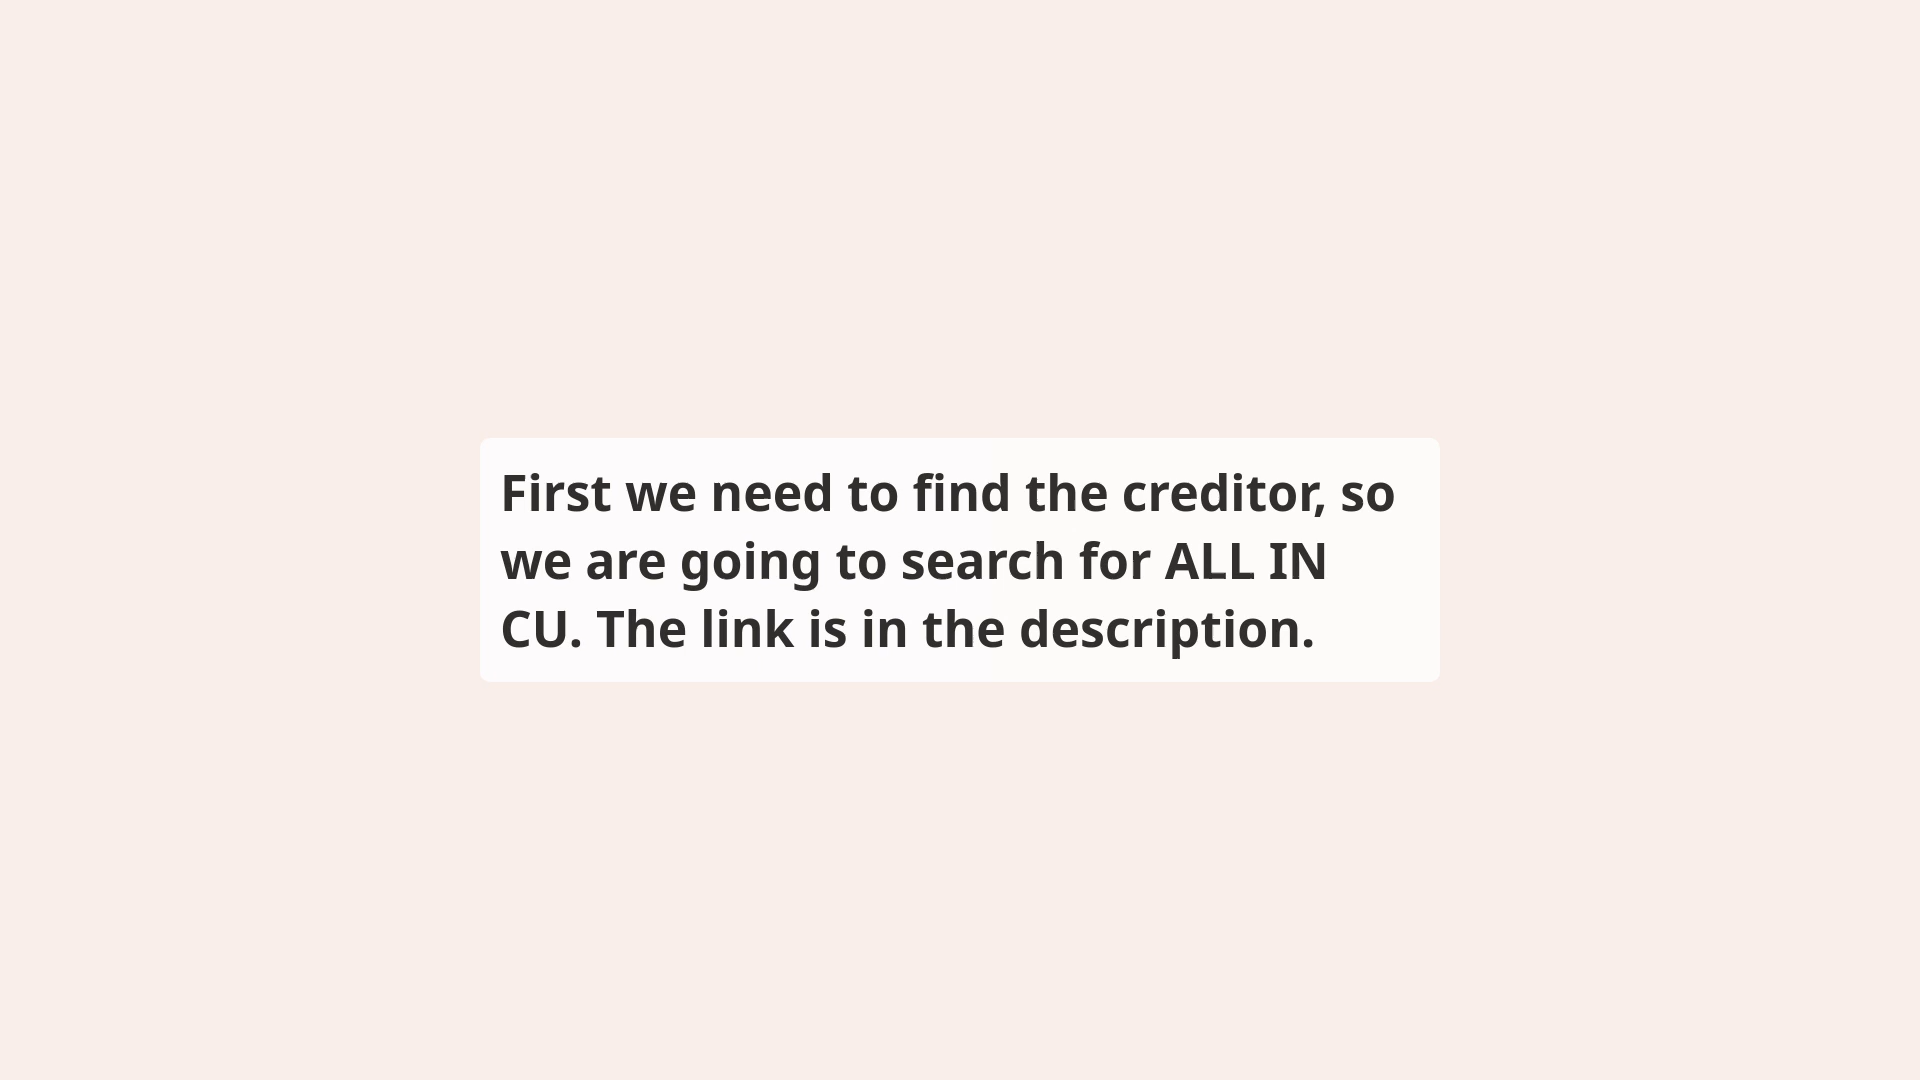 First we need to find the creditor, so
we are going to search for ALL IN
CU. The link is in the description.